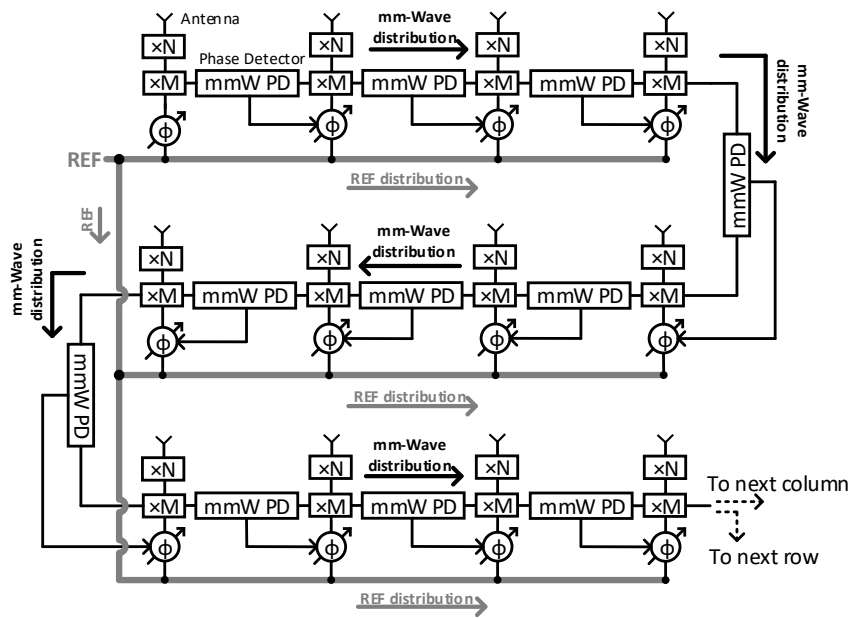 Antenna
mm-Wave
distribution
×N ×N ×N ×N
Phase Detector
×M mmW PD ×M mmW PD ×M mmW PD ×M
mm-Wave
distribution
ϕ ϕ ϕ ϕ
mmW PD
REF
REF distribution
REF
mm-Wave
distribution
mm-Wave
distribution
×N ×N ×N ×N
×M mmW PD ×M mmW PD ×M mmW PD ×M
ϕ ϕ ϕ ϕ
mmW PD
REF distribution
mm-Wave
distribution
×N ×N ×N ×N
×M mmW PD ×M mmW PD ×M mmW PD ×M
To next column
ϕ ϕ ϕ ϕ
To next row
REF distribution